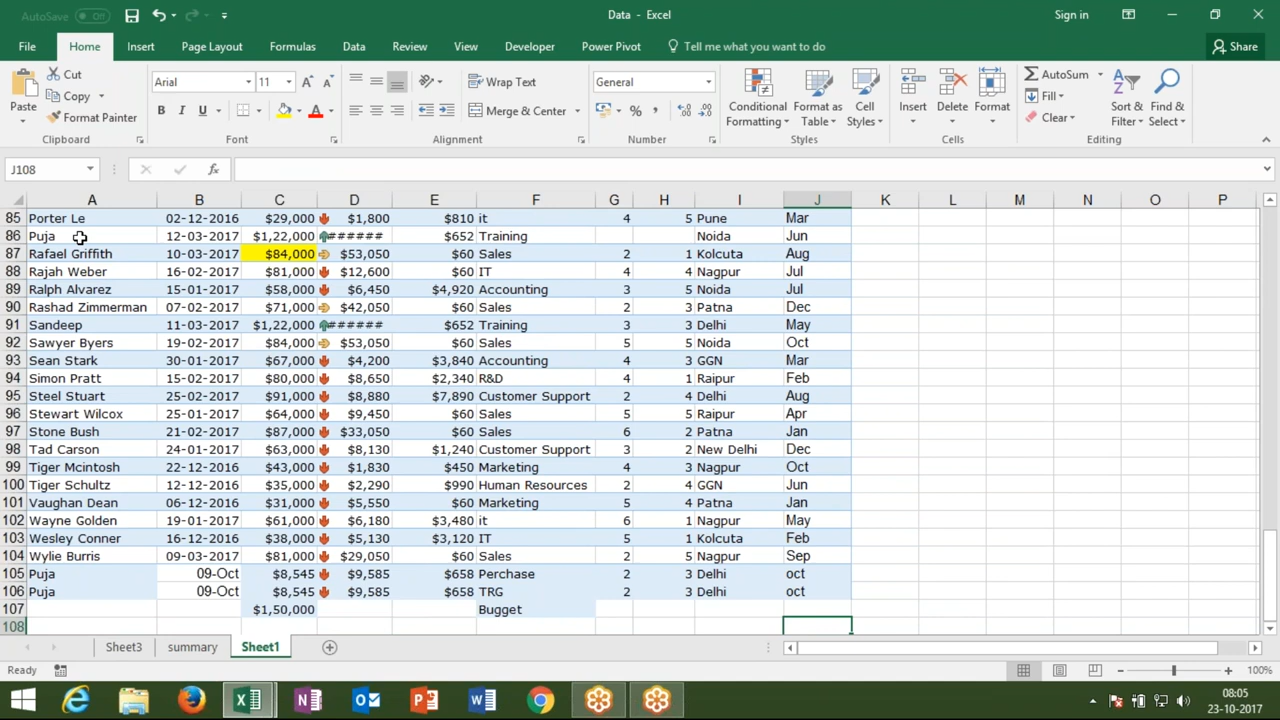 AutoSave Off
Data - Excel
Sign in
File Home Insert Page Layout Formulas Data Review View Developer Power Pivot Tell me what you want to do Share
Paste Cut Copy Format Painter
Arial 11
B I U
Wrap Text
Merge & Center
General
Conditional Formatting Format as Table Cell Styles
Insert Delete Format
AutoSum Fill Clear
Sort & Filter Find & Select
Clipboard Font Alignment Number Styles Cells Editing
J108 fx
A B C D E F G H I J K L M N O P
85 Porter Le 02-12-2016 $29,000 $1,800 $810 it 4 5 Pune Mar
86 Puja 12-03-2017 $1,22,000 ###### $652 Training Noida Jun
87 Rafael Griffith 10-03-2017 $84,000 $53,050 $60 Sales 2 1 Kolcuta Aug
88 Rajah Weber 16-02-2017 $81,000 $12,600 $60 IT 4 4 Nagpur Jul
89 Ralph Alvarez 15-01-2017 $58,000 $6,450 $4,920 Accounting 3 5 Noida Jul
90 Rashad Zimmerman 07-02-2017 $71,000 $42,050 $60 Sales 2 3 Patna Dec
91 Sandeep 11-03-2017 $1,22,000 ###### $652 Training 3 3 Delhi May
92 Sawyer Byers 19-02-2017 $84,000 $53,050 $60 Sales 5 5 Noida Oct
93 Sean Stark 30-01-2017 $67,000 $4,200 $3,840 Accounting 4 3 GGN Mar
94 Simon Pratt 15-02-2017 $80,000 $8,650 $2,340 R&D 4 1 Raipur Feb
95 Steel Stuart 25-02-2017 $91,000 $8,880 $7,890 Customer Support 2 4 Delhi Aug
96 Stewart Wilcox 25-01-2017 $64,000 $9,450 $60 Sales 5 5 Raipur Apr
97 Stone Bush 21-02-2017 $87,000 $33,050 $60 Sales 6 2 Patna Jan
98 Tad Carson 24-01-2017 $63,000 $8,130 $1,240 Customer Support 3 2 New Delhi Dec
99 Tiger Mcintosh 22-12-2016 $43,000 $1,830 $450 Marketing 4 3 Nagpur Oct
100 Tiger Schultz 12-12-2016 $35,000 $2,290 $990 Human Resources 2 4 GGN Jun
101 Vaughan Dean 06-12-2016 $31,000 $5,550 $60 Marketing 5 4 Patna Jan
102 Wayne Golden 19-01-2017 $61,000 $6,180 $3,480 it 6 1 Nagpur May
103 Wesley Conner 16-12-2016 $38,000 $5,130 $3,120 IT 5 1 Kolcuta Feb
104 Wylie Burris 09-03-2017 $81,000 $29,050 $60 Sales 2 5 Nagpur Sep
105 Puja 09-Oct $8,545 $9,585 $658 Perchase 2 3 Delhi oct
106 Puja 09-Oct $8,545 $9,585 $658 TRG 2 3 Delhi oct
107 $1,50,000 Bugget
108
Sheet3 summary Sheet1
Ready 100%
08:05
23-10-2017